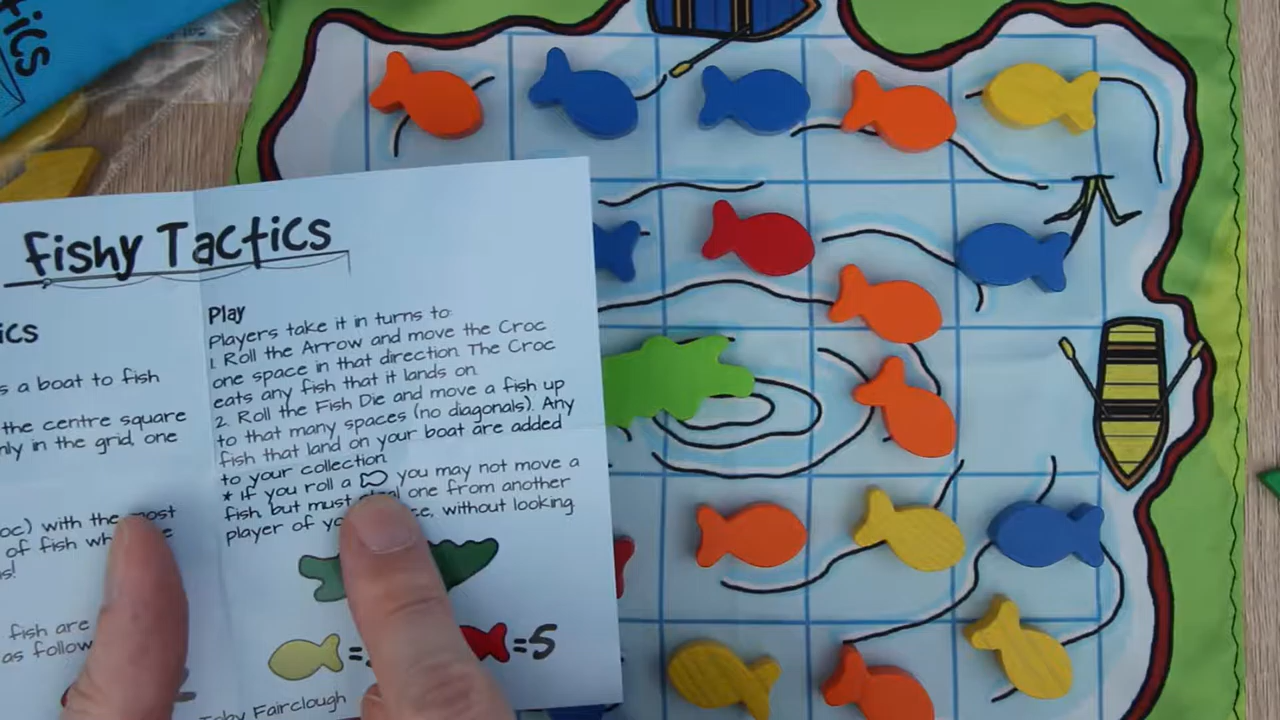 tics
Fishy Tactics
ics
s a boat to fish
the centre square
nly in the grid, one
oc) with the most
of fish wh
s!
fish are
as follow
Play
Players take it in turns to:
1. Roll the Arrow and move the Croc
one space in that direction. The Croc
eats any fish that it lands on.
2. Roll the Fish Die and move a fish up
to that many spaces (no diagonals). Any
fish that land on your boat are added
to your collection.
* If you roll a you may not move a
fish but must steal one from another
player of yo ce, without looking.
=
=5
Toby Fairclough